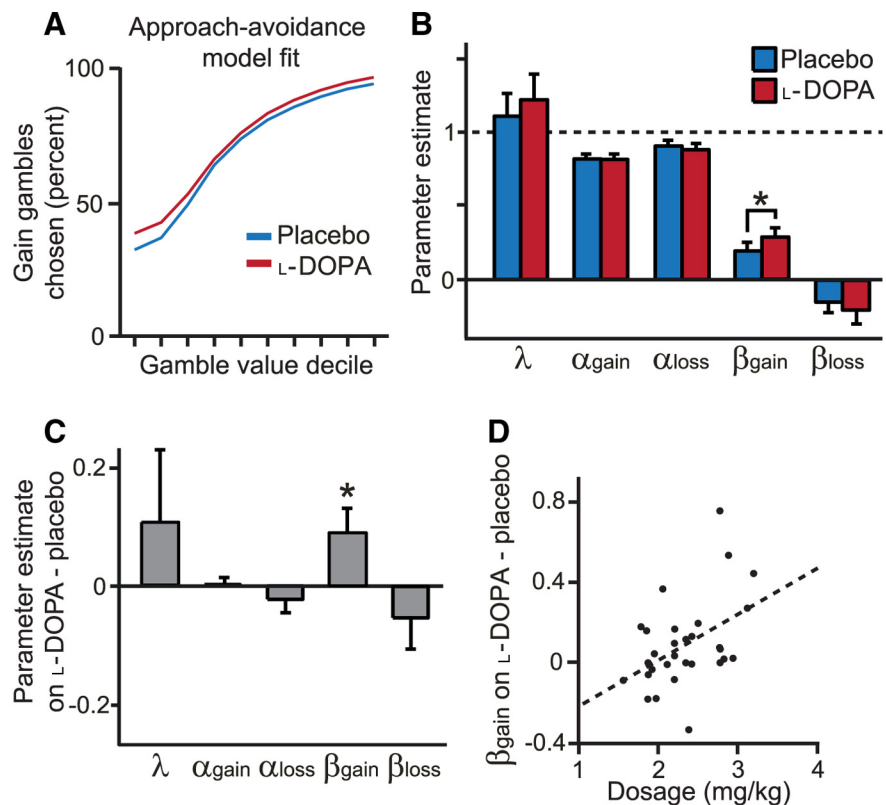 A
Approach-avoidance
model fit
100
50
0
Gain gambles
chosen (percent)
Placebo
L-DOPA
Gamble value decile
B
Placebo
L-DOPA
1
0
Parameter estimate
*
λ αgain αloss βgain βloss
C
0.2
0
-0.2
Parameter estimate
on L-DOPA - placebo
*
λ αgain αloss βgain βloss
D
0.8
0.4
0
-0.4
βgain on L-DOPA - placebo
1 2 3 4
Dosage (mg/kg)